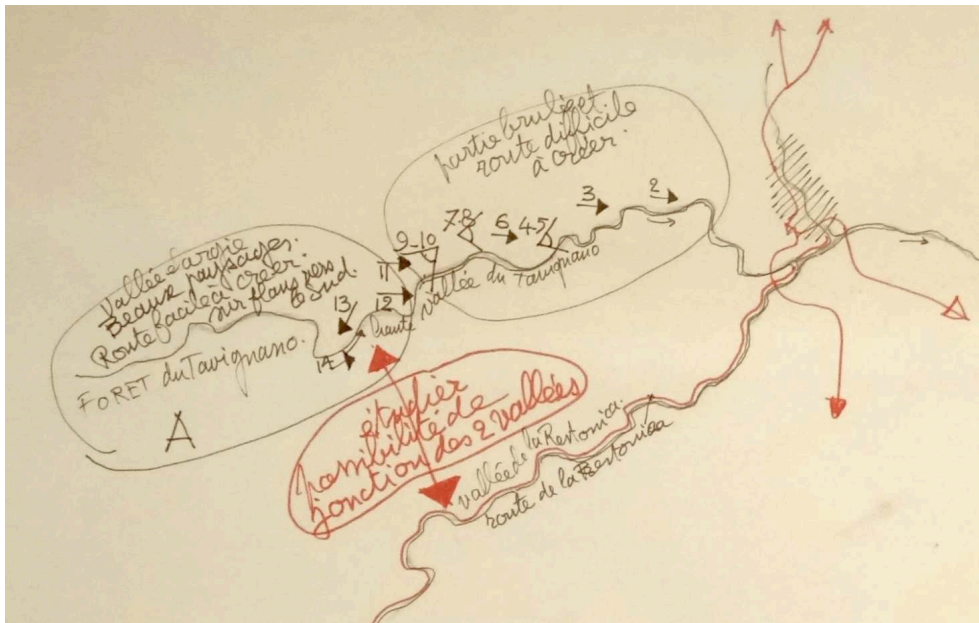 partie brulée et
route difficile
à créer.
3
2
7.8
6
4.5
9-10
11
12
13
14
Vallée élargie
Beaux paysages.
Route facile à créer.
sur flanc vers
le Sud
haute vallée du Tavignano
FORET du Tavignano.
A
étudier
possibilité de
jonction des 2 vallées
vallée de la Restonica.
route de la Restonica